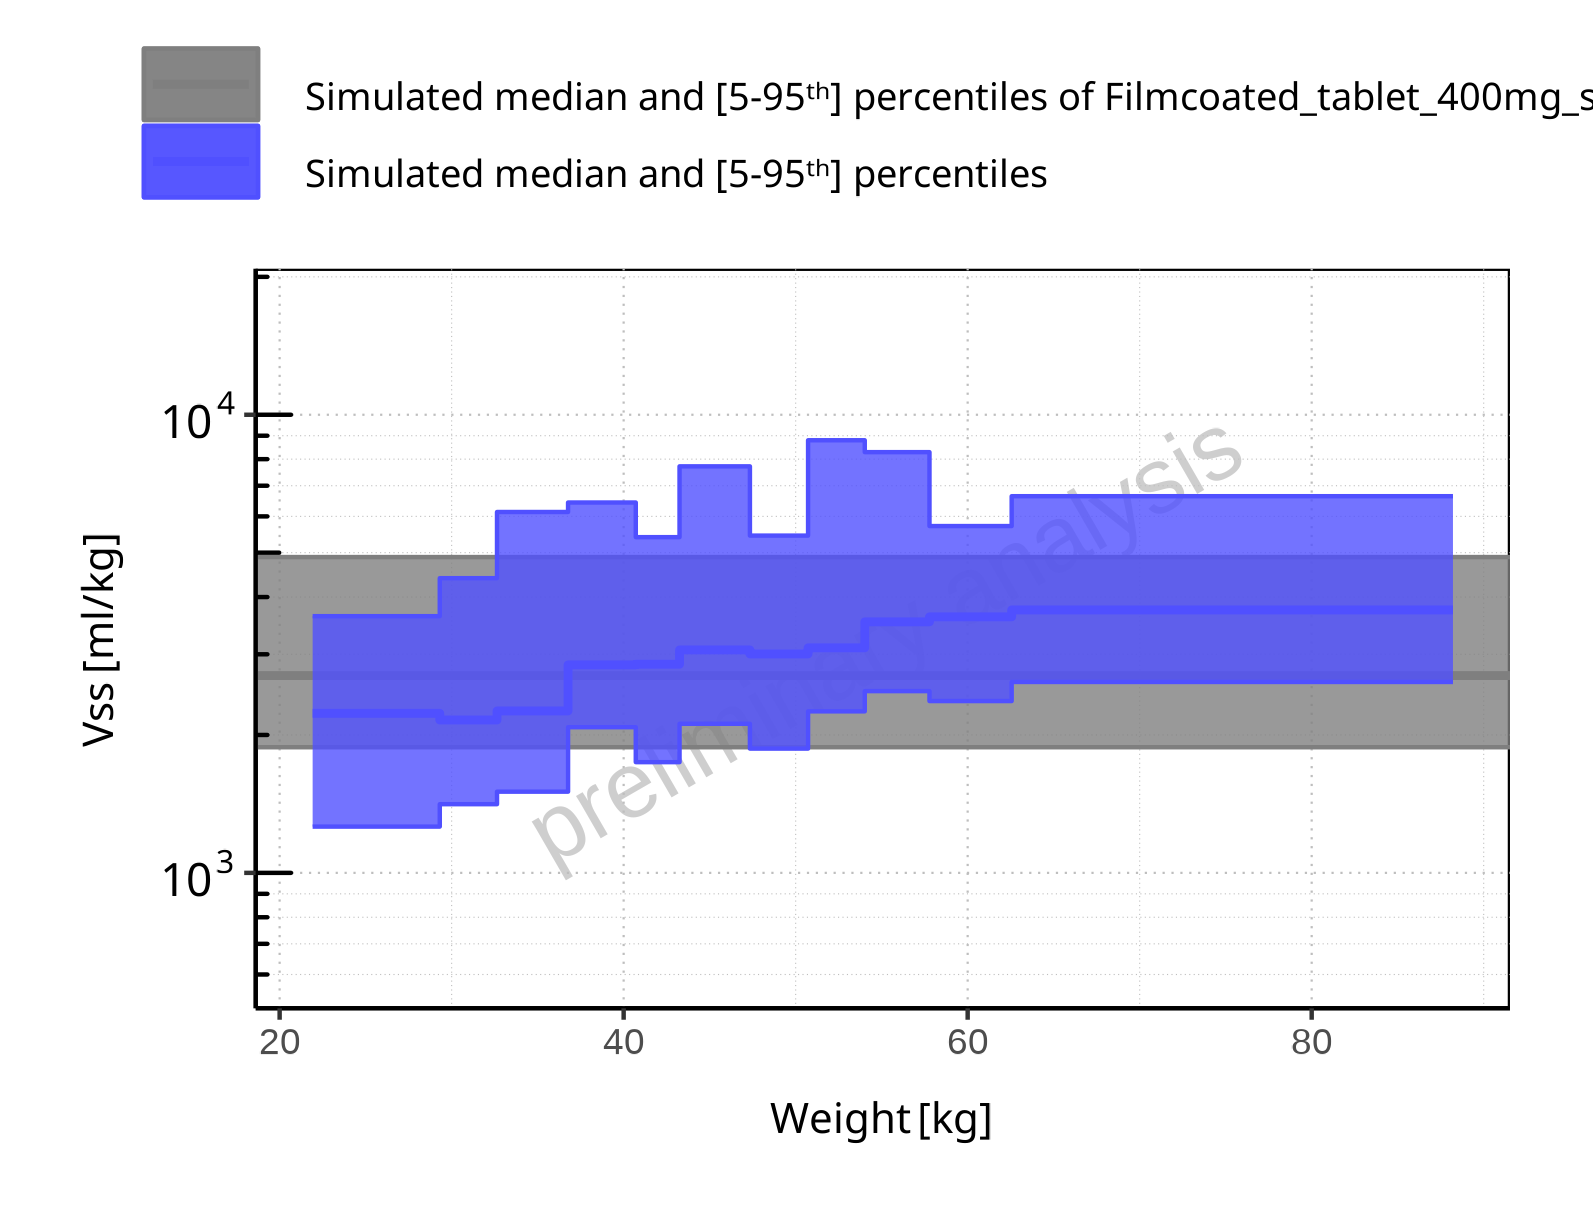 Simulated median and [5-95th] percentiles of Filmcoated_tablet_400mg_s
Simulated median and [5-95th] percentiles
10^4
10^3
Vss [ml/kg]
preliminary analysis
20 40 60 80
Weight [kg]